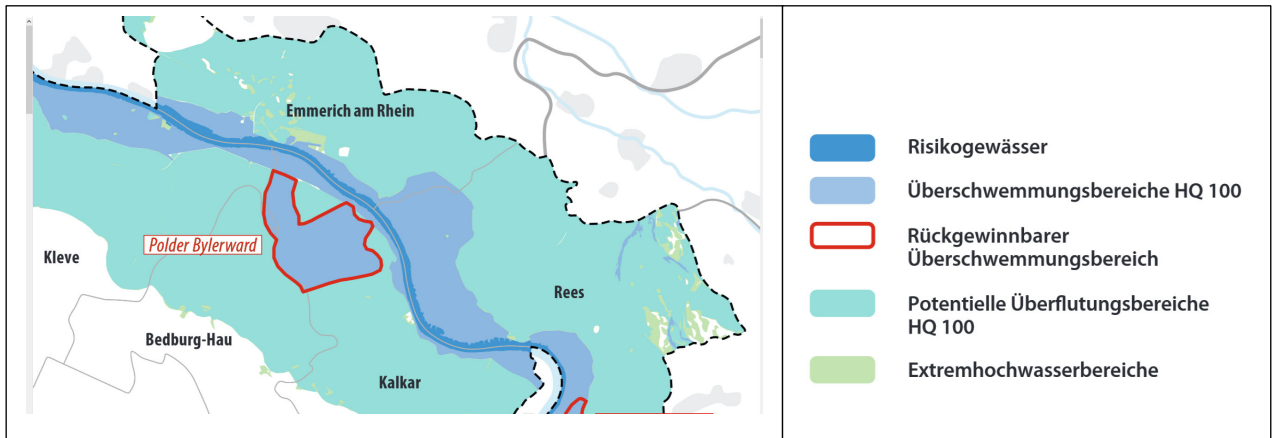 Emmerich am Rhein
Polder Bylerward
Kleve
Rees
Bedburg-Hau
Kalkar
Risikogewässer
Überschwemmungsbereiche HQ 100
Rückgewinnbarer
Überschwemmungsbereich
Potentielle Überflutungsbereiche
HQ 100
Extremhochwasserbereiche